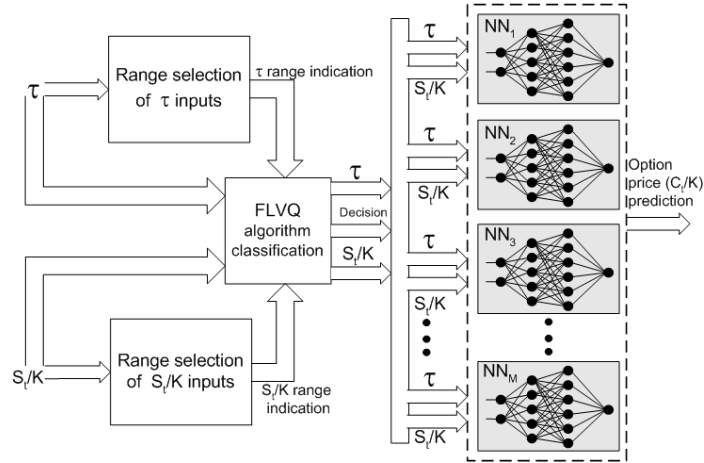 τ
Range selection
of τ inputs
τ range indication
S_t/K
Range selection
of S_t/K inputs
S_t/K range
indication
FLVQ
algorithm
classification
τ
Decision
S_t/K
τ
S_t/K
NN_1
τ
S_t/K
NN_2
τ
S_t/K
NN_3
τ
S_t/K
NN_M
Option
price (C_t/K)
prediction